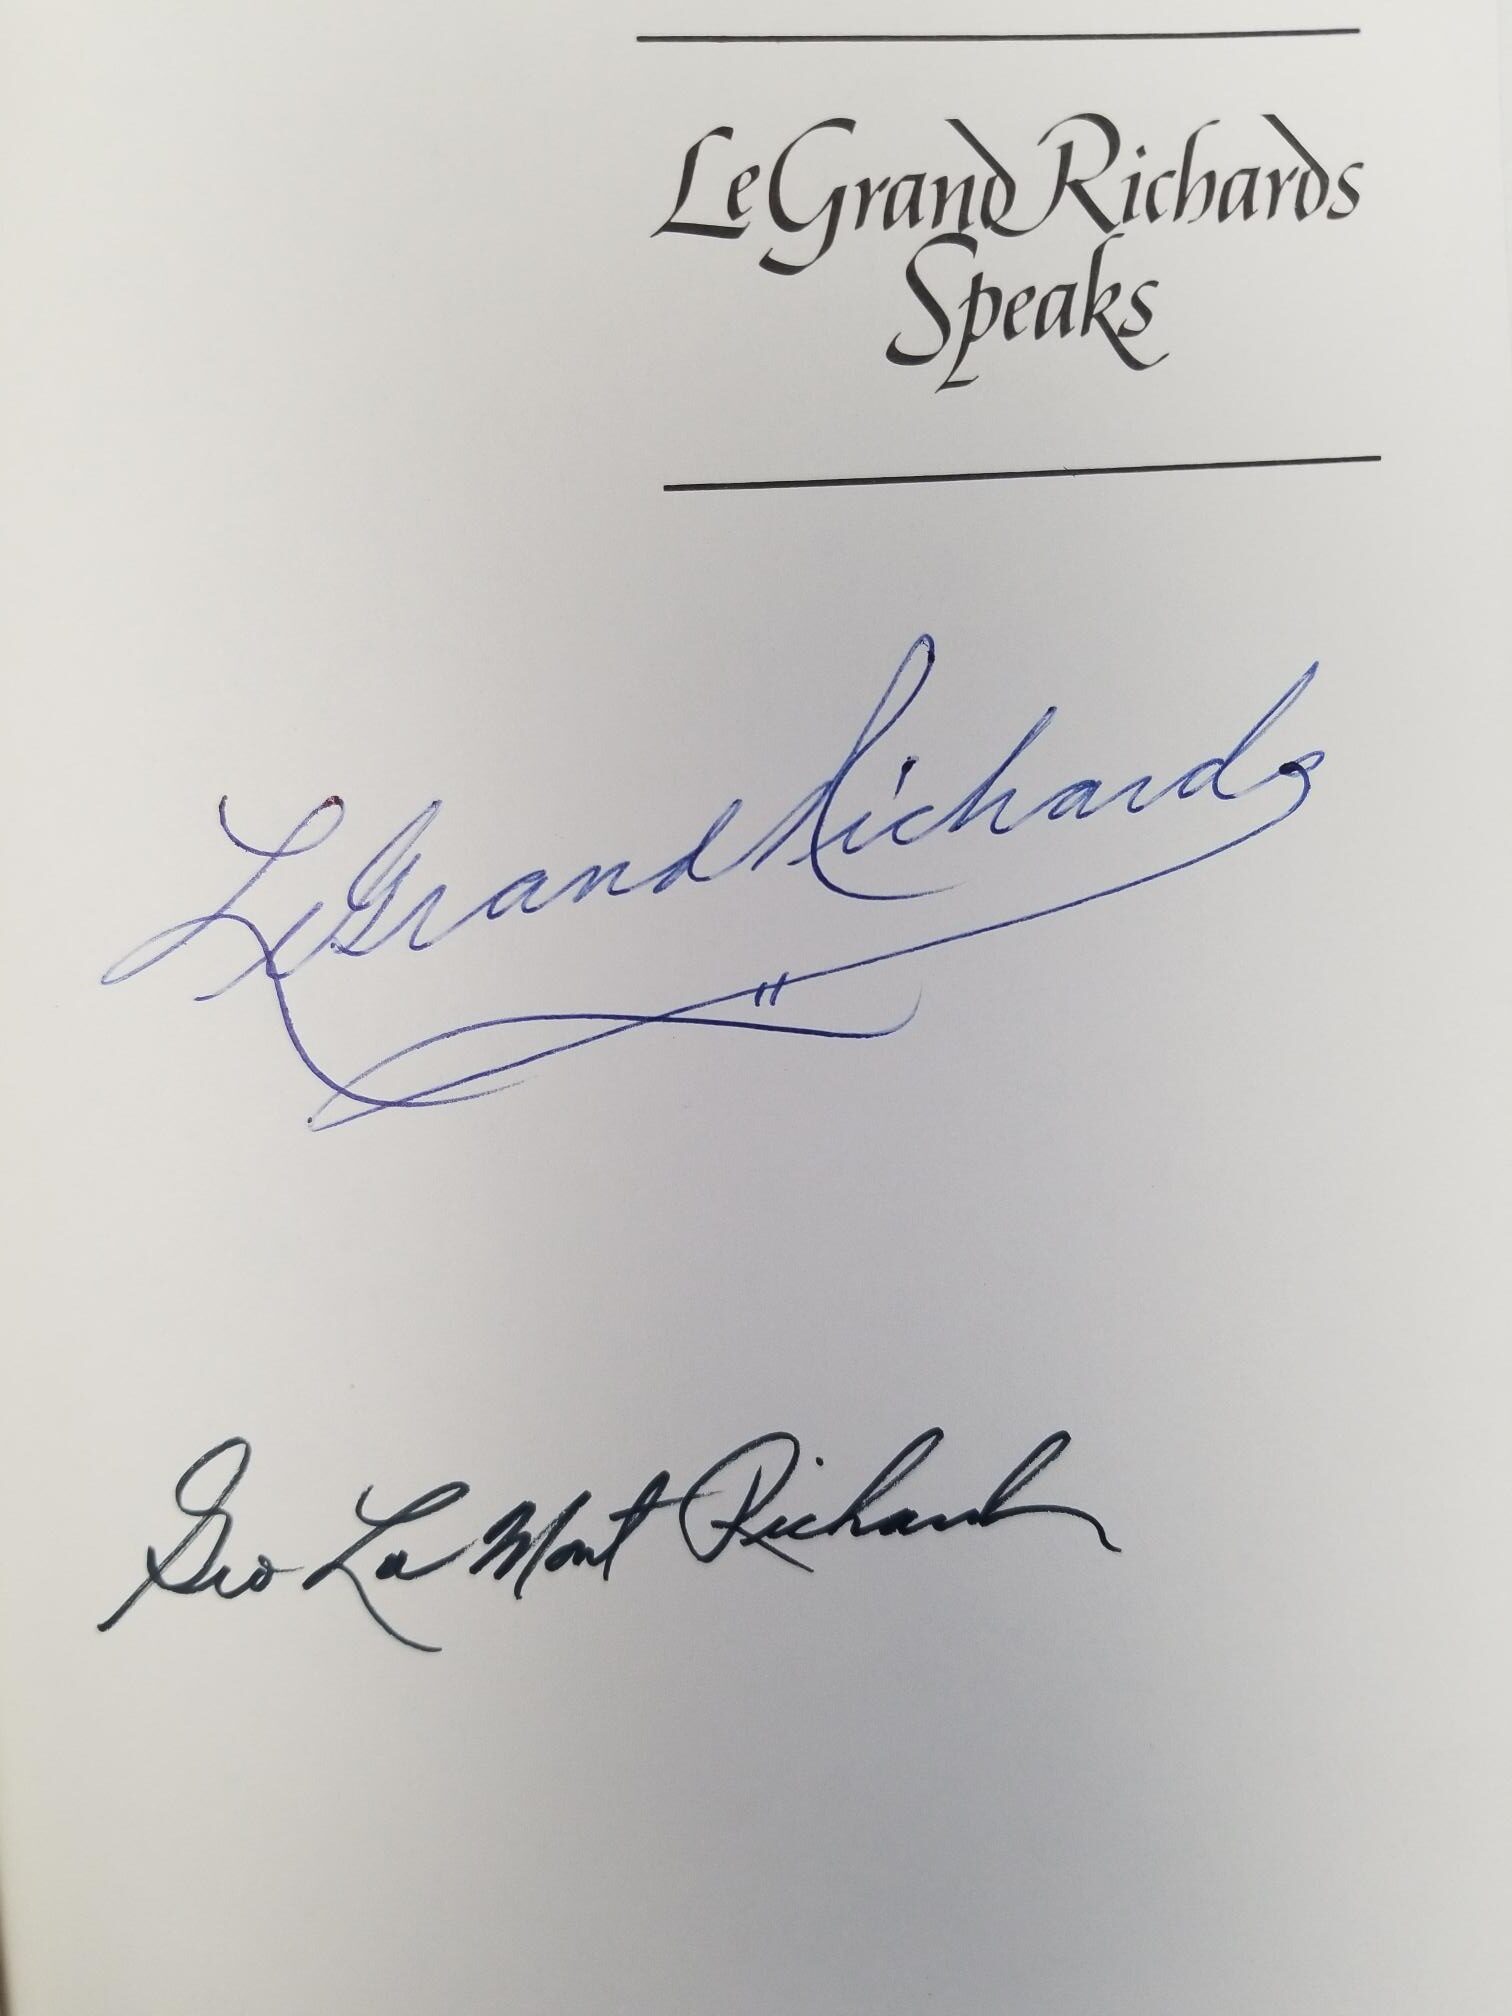 LeGrand Richards
Speaks
LeGrand Richards
Geo LaMont Richards